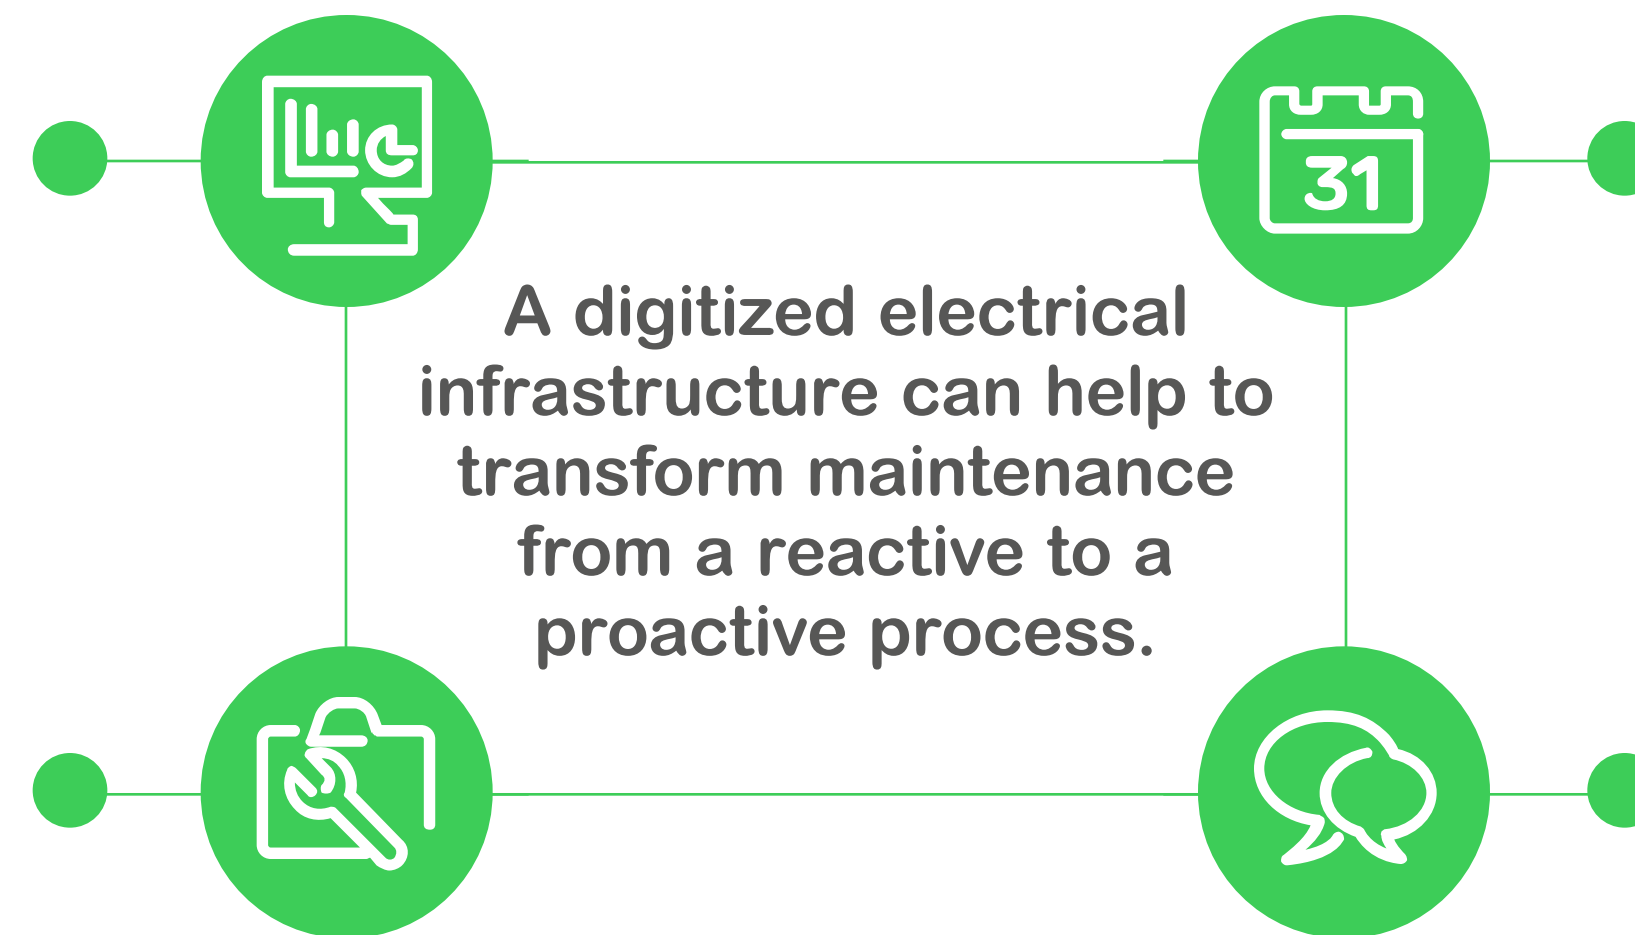 31
A digitized electrical
infrastructure can help to
transform maintenance
from a reactive to a
proactive process.